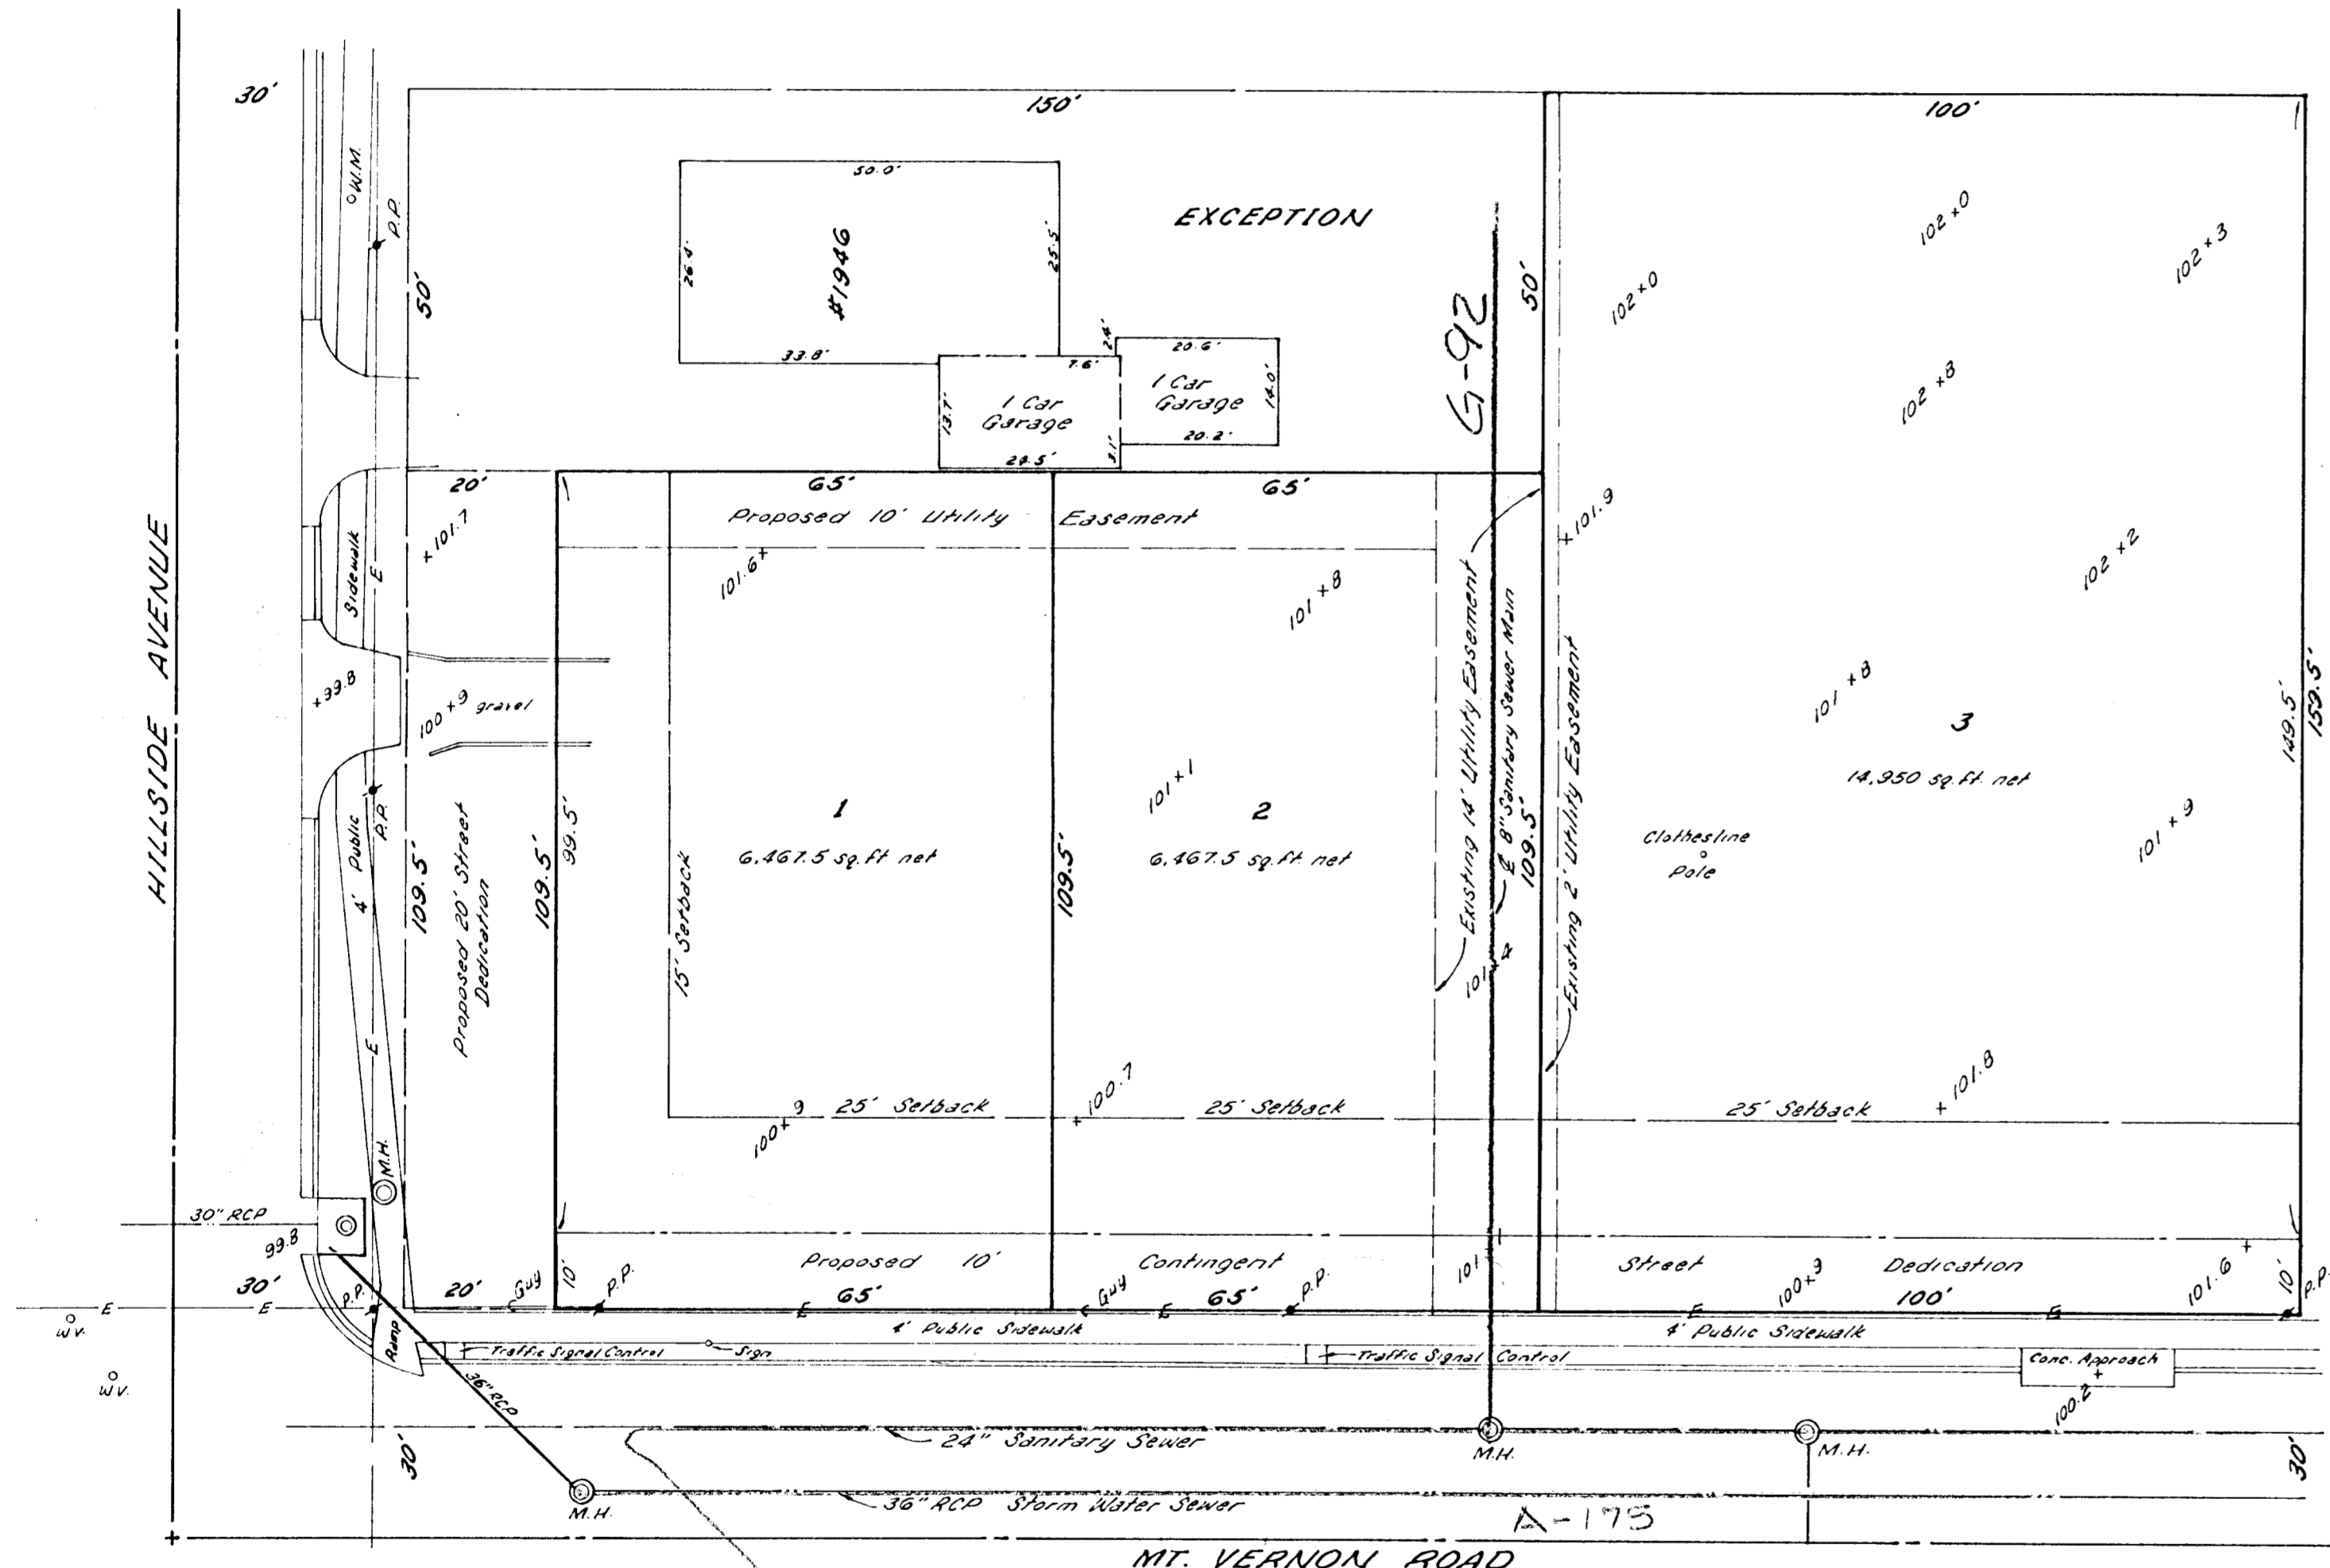 30'
150'
100'
W.M.
P.P.
50.0'
26.4'
#1946
25.5'
EXCEPTION
102+0
102+3
102+0
102+8
50'
50'
G-92
33.8'
7.6'
2.4'
20.6'
1 Car
Garage
14.0'
1 Car
Garage
13.7'
20.2'
3.1'
24.5'
20'
65'
65'
Proposed 10' Utility Easement
+101.7
101.6+
101+8
+101.9
102+2
HILLSIDE AVENUE
Sidewalk
E
+99.8
100+9 gravel
Existing 14' Utility Easement
₵ 8" Sanitary Sewer Main
Existing 2' Utility Easement
101+8
3
14,950 sq.ft. net
149.5'
159.5'
4' Public
P.P.
109.5'
Proposed 20' Street
Dedication
109.5'
99.5'
15' Setback
1
6,467.5 sq.ft. net
109.5'
101+1
2
6,467.5 sq.ft. net
109.5'
Clothesline
Pole
101+9
101+4
E
25' Setback
25' Setback
25' Setback
100+9
100.7
101.8
M.H.
30" RCP
99.8
30'
E
E
P.P.
20'
Guy
10'
P.P.
Proposed 10' Contingent Street Dedication
65'
E
Guy
E
65'
P.P.
101
E
100+9
100'
E
101.6
10'
P.P.
W.V.
W.V.
Ramp
4' Public Sidewalk
4' Public Sidewalk
Traffic Signal Control
Sign
Traffic Signal Control
Conc. Approach
100.2
36" RCP
30'
24" Sanitary Sewer
M.H.
M.H.
30'
M.H.
36" RCP Storm Water Sewer
A-175
MT. VERNON ROAD